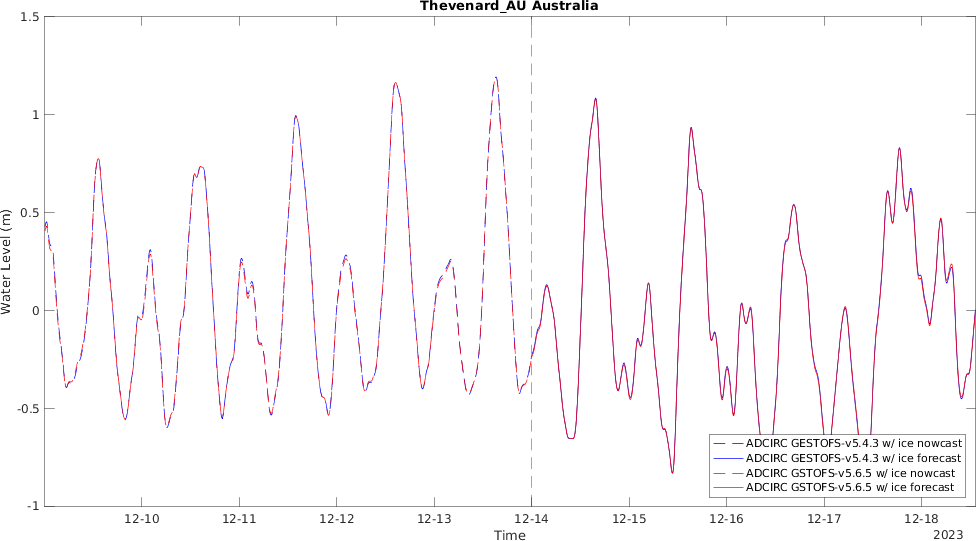 Thevenard_AU Australia
1.5
1
0.5
0
-0.5
-1
Water Level (m)
12-10 12-11 12-12 12-13 12-14 12-15 12-16 12-17 12-18
Time
2023
ADCIRC GESTOFS-v5.4.3 w/ ice nowcast
ADCIRC GESTOFS-v5.4.3 w/ ice forecast
ADCIRC GSTOFS-v5.6.5 w/ ice nowcast
ADCIRC GSTOFS-v5.6.5 w/ ice forecast